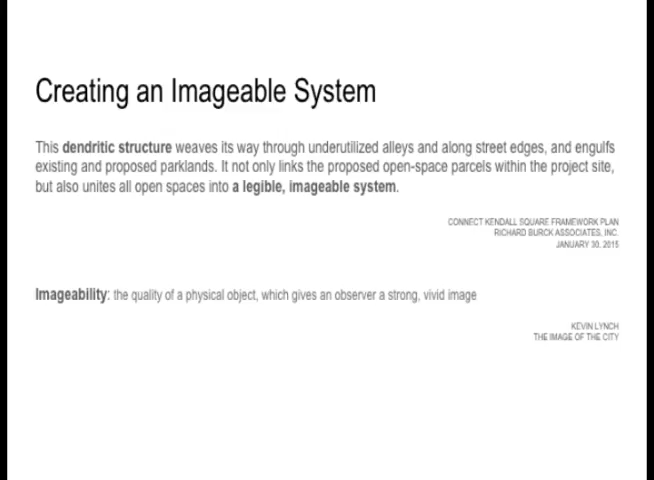 Creating an Imageable System
This dendritic structure weaves its way through underutilized alleys and along street edges, and engulfs
existing and proposed parklands. It not only links the proposed open-space parcels within the project site,
but also unites all open spaces into a legible, imageable system.
CONNECT KENDALL SQUARE FRAMEWORK PLAN
RICHARD BURCK ASSOCIATES, INC.
JANUARY 30, 2015
Imageability: the quality of a physical object, which gives an observer a strong, vivid image
KEVIN LYNCH
THE IMAGE OF THE CITY